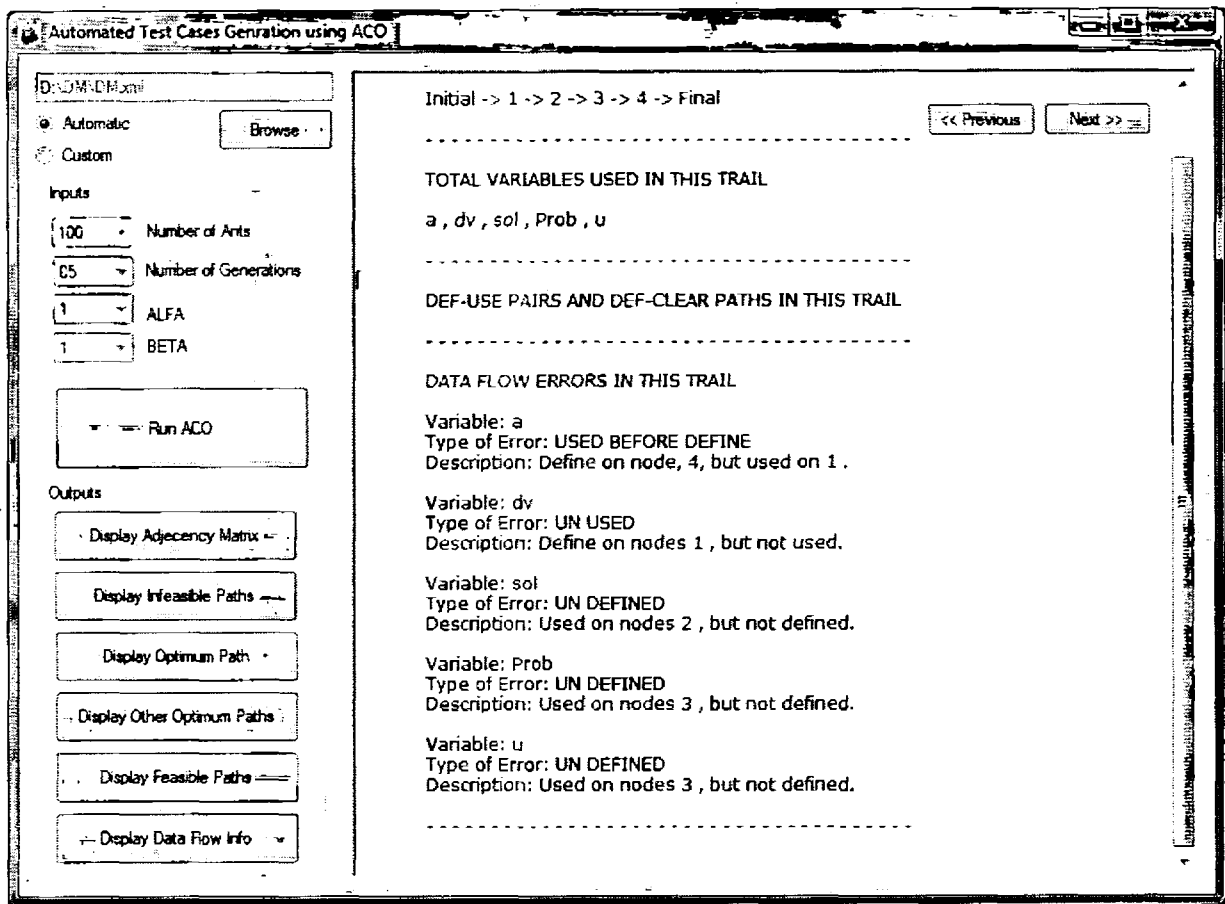 Automated Test Cases Genration using ACO
D:\DM\DM.xml
Automatic
Browse
Custom
Inputs
100 Number of Ants
Number of Generations
1 ALFA
1 BETA
Run ACO
Outputs
Display Adjecency Matrix
Display Infeasible Paths
Display Optimum Path
Display Other Optimum Paths
Display Feasible Paths
Display Data Flow Info
Initial -> 1 -> 2 -> 3 -> 4 -> Final
<< Previous
Next >>
TOTAL VARIABLES USED IN THIS TRAIL
a , dv , sol , Prob , u
DEF-USE PAIRS AND DEF-CLEAR PATHS IN THIS TRAIL
DATA FLOW ERRORS IN THIS TRAIL
Variable: a
Type of Error: USED BEFORE DEFINE
Description: Define on node, 4, but used on 1 .
Variable: dv
Type of Error: UN USED
Description: Define on nodes 1 , but not used.
Variable: sol
Type of Error: UN DEFINED
Description: Used on nodes 2 , but not defined.
Variable: Prob
Type of Error: UN DEFINED
Description: Used on nodes 3 , but not defined.
Variable: u
Type of Error: UN DEFINED
Description: Used on nodes 3 , but not defined.